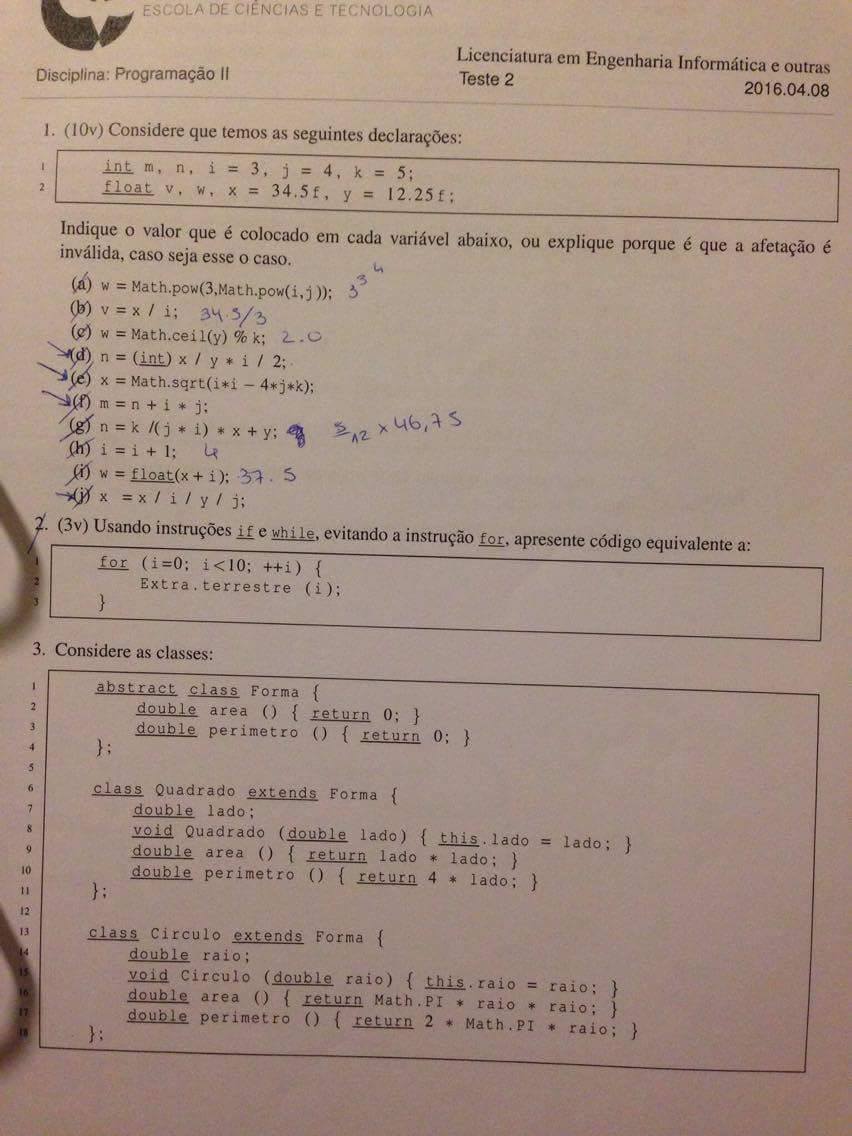 ESCOLA DE CIÊNCIAS E TECNOLOGIA
Licenciatura em Engenharia Informática e outras
Disciplina: Programação II
Teste 2
2016.04.08
1. (10v) Considere que temos as seguintes declarações:
1 int m, n, i = 3, j = 4, k = 5;
2 float v, w, x = 34.5f, y = 12.25f;
Indique o valor que é colocado em cada variável abaixo, ou explique porque é que a afetação é
inválida, caso seja esse o caso.
(a) w = Math.pow(3,Math.pow(i,j)); 3^3^4
(b) v = x / i; 34.5/3
(c) w = Math.ceil(y) % k; 2.0
(d) n = (int) x / y * i / 2;
(e) x = Math.sqrt(i*i − 4*j*k);
(f) m = n + i * j;
(g) n = k /(j * i) * x + y; 5/12 x 46,75
(h) i = i + 1; 4
(i) w = float(x + i); 37.5
(j) x = x / i / y / j;
2. (3v) Usando instruções if e while, evitando a instrução for, apresente código equivalente a:
1 for (i=0; i<10; ++i) {
2 Extra.terrestre (i);
3 }
3. Considere as classes:
1 abstract class Forma {
2 double area () { return 0; }
3 double perimetro () { return 0; }
4 };
5
6 class Quadrado extends Forma {
7 double lado;
8 void Quadrado (double lado) { this.lado = lado; }
9 double area () { return lado * lado; }
10 double perimetro () { return 4 * lado; }
11 };
12
13 class Circulo extends Forma {
14 double raio;
15 void Circulo (double raio) { this.raio = raio; }
16 double area () { return Math.PI * raio * raio; }
17 double perimetro () { return 2 * Math.PI * raio; }
18 };